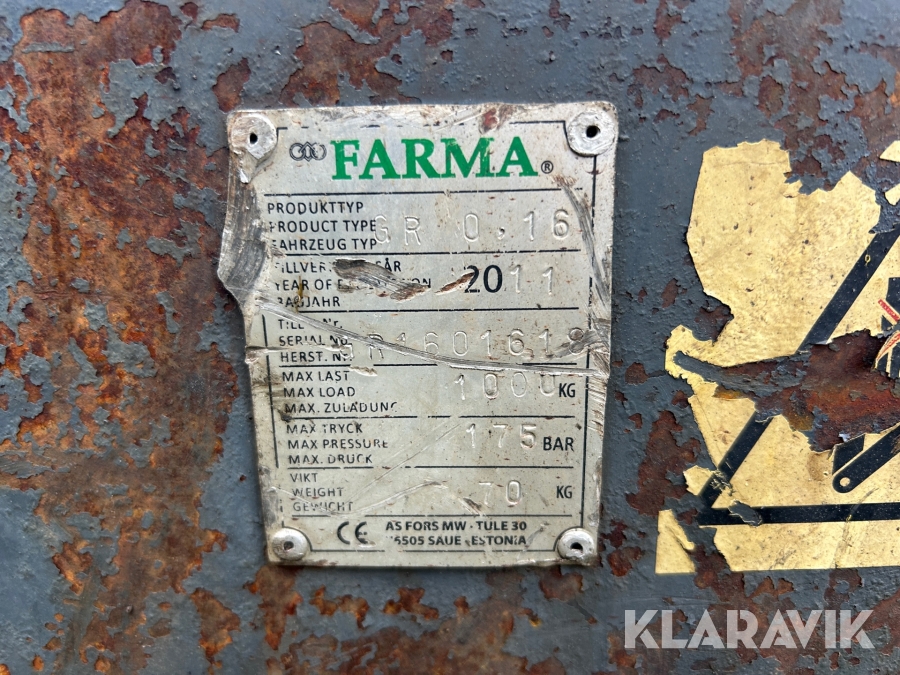 FARMA®
PRODUKTTYP
PRODUCT TYPE GR 0.16
FAHRZEUG TYP
YEAR OF 2011
SERIAL No.
HERST. Nr.
MAX LAST
MAX LOAD 1000 KG
MAX. ZULADUNG
MAX TRYCK
MAX PRESSURE 175 BAR
MAX. DRUCK
VIKT
WEIGHT 70 KG
GEWICHT
CE AS FORS MW · TULE 30
SAUE ESTONIA
KLARAVIK